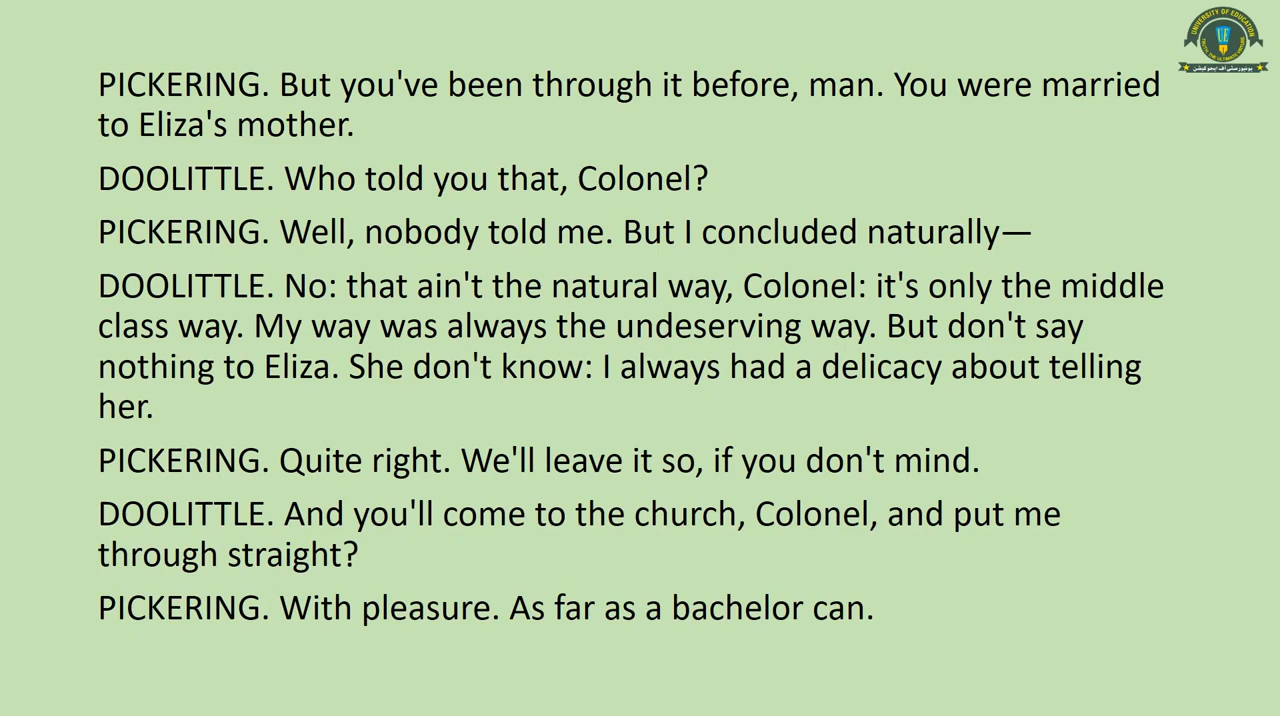 UNIVERSITY OF EDUCATION
UE
یونیورسٹی آف ایجوکیشن
PICKERING. But you've been through it before, man. You were married
to Eliza's mother.
DOOLITTLE. Who told you that, Colonel?
PICKERING. Well, nobody told me. But I concluded naturally—
DOOLITTLE. No: that ain't the natural way, Colonel: it's only the middle
class way. My way was always the undeserving way. But don't say
nothing to Eliza. She don't know: I always had a delicacy about telling
her.
PICKERING. Quite right. We'll leave it so, if you don't mind.
DOOLITTLE. And you'll come to the church, Colonel, and put me
through straight?
PICKERING. With pleasure. As far as a bachelor can.